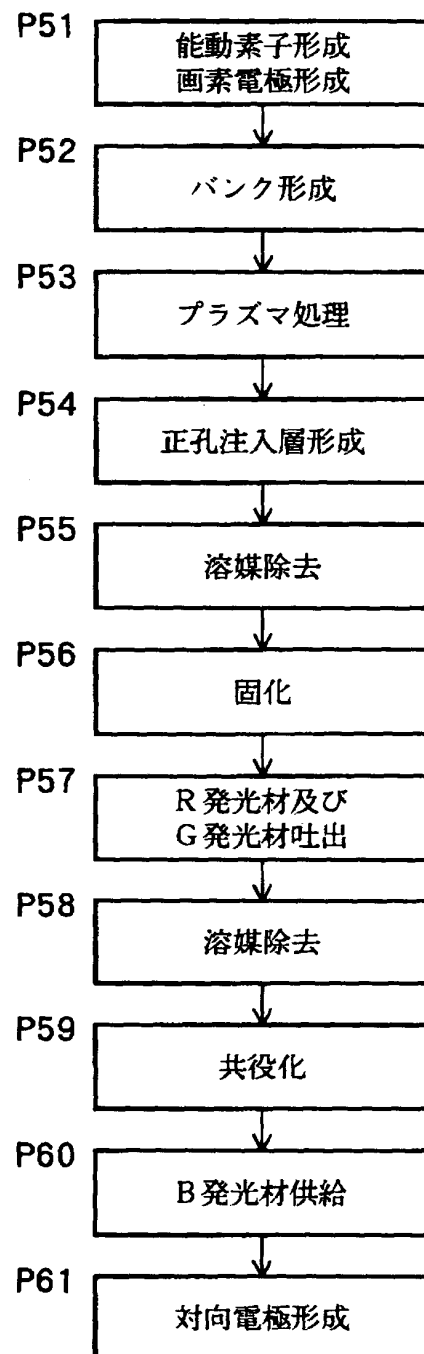 P51
能動素子形成
画素電極形成
P52
バンク形成
P53
プラズマ処理
P54
正孔注入層形成
P55
溶媒除去
P56
固化
P57
R発光材及び
G発光材吐出
P58
溶媒除去
P59
共役化
P60
B発光材供給
P61
対向電極形成